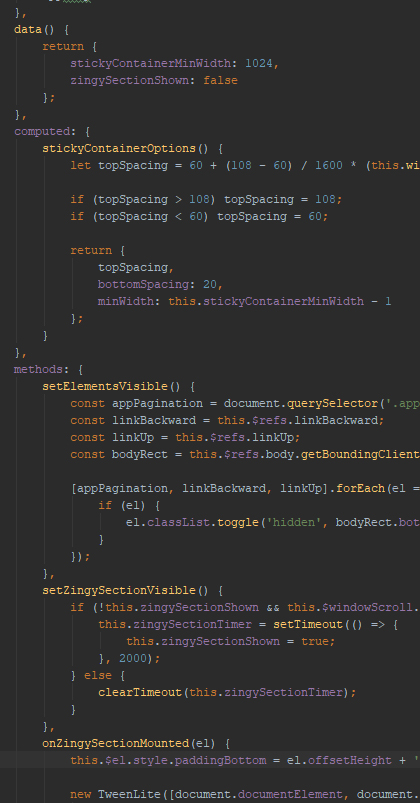 },
data() {
return {
stickyContainerMinWidth: 1024,
zingySectionShown: false
};
},
computed: {
stickyContainerOptions() {
let topSpacing = 60 + (108 - 60) / 1600 * (this.wi
if (topSpacing > 108) topSpacing = 108;
if (topSpacing < 60) topSpacing = 60;
return {
topSpacing,
bottomSpacing: 20,
minWidth: this.stickyContainerMinWidth - 1
};
}
},
methods: {
setElementsVisible() {
const appPagination = document.querySelector('.app
const linkBackward = this.$refs.linkBackward;
const linkUp = this.$refs.linkUp;
const bodyRect = this.$refs.body.getBoundingClient
[appPagination, linkBackward, linkUp].forEach(el =
if (el) {
el.classList.toggle('hidden', bodyRect.bot
}
});
},
setZingySectionVisible() {
if (!this.zingySectionShown && this.$windowScroll.
this.zingySectionTimer = setTimeout(() => {
this.zingySectionShown = true;
}, 2000);
} else {
clearTimeout(this.zingySectionTimer);
}
},
onZingySectionMounted(el) {
this.$el.style.paddingBottom = el.offsetHeight + '
new TweenLite([document.documentElement, document.